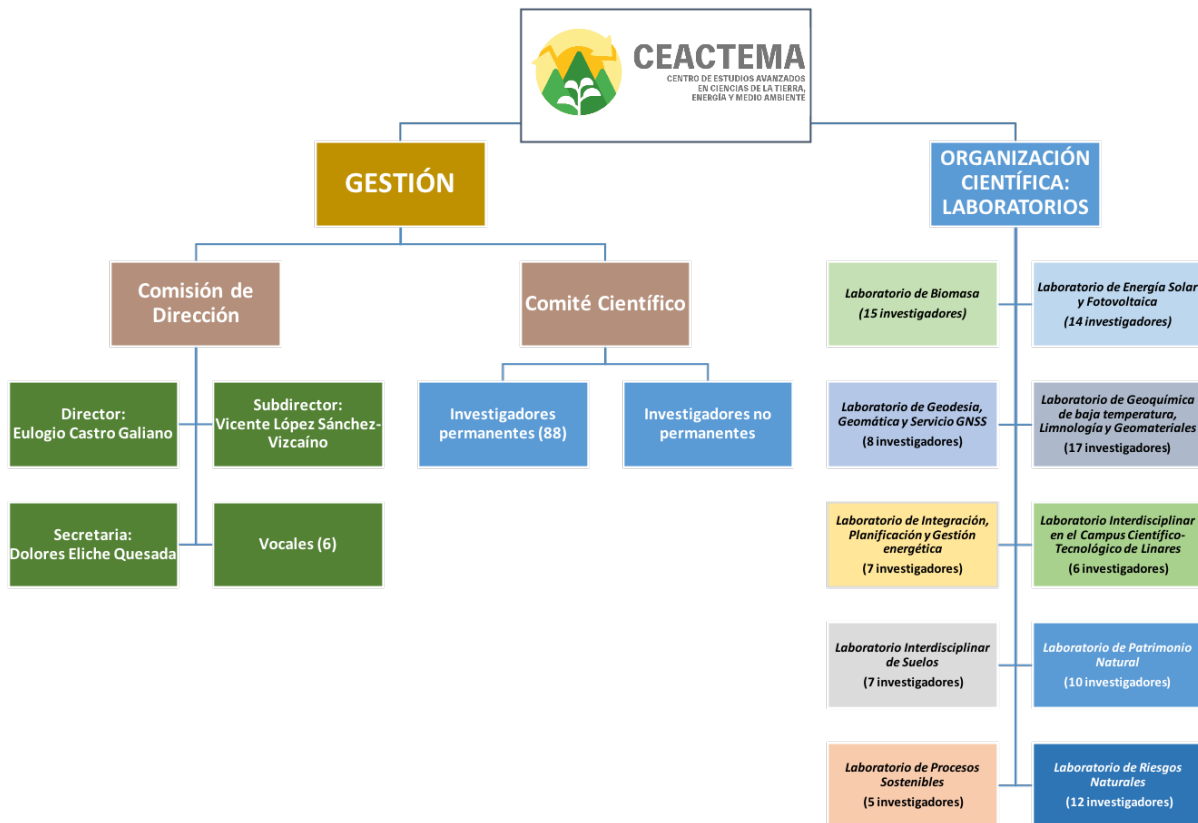 CEACTEMA
CENTRO DE ESTUDIOS AVANZADOS
EN CIENCIAS DE LA TIERRA,
ENERGÍA Y MEDIO AMBIENTE
GESTIÓN
ORGANIZACIÓN
CIENTÍFICA:
LABORATORIOS
Comisión de
Dirección
Comité Científico
Director:
Eulogio Castro Galiano
Subdirector:
Vicente López Sánchez-
Vizcaíno
Secretaria:
Dolores Eliche Quesada
Vocales (6)
Investigadores
permanentes (88)
Investigadores no
permanentes
Laboratorio de Biomasa
(15 investigadores)
Laboratorio de Energía Solar
y Fotovoltaica
(14 investigadores)
Laboratorio de Geodesia,
Geomática y Servicio GNSS
(8 investigadores)
Laboratorio de Geoquímica
de baja temperatura,
Limnología y Geomateriales
(17 investigadores)
Laboratorio de Integración,
Planificación y Gestión
energética
(7 investigadores)
Laboratorio Interdisciplinar
en el Campus Científico-
Tecnológico de Linares
(6 investigadores)
Laboratorio Interdisciplinar
de Suelos
(7 investigadores)
Laboratorio de Patrimonio
Natural
(10 investigadores)
Laboratorio de Procesos
Sostenibles
(5 investigadores)
Laboratorio de Riesgos
Naturales
(12 investigadores)